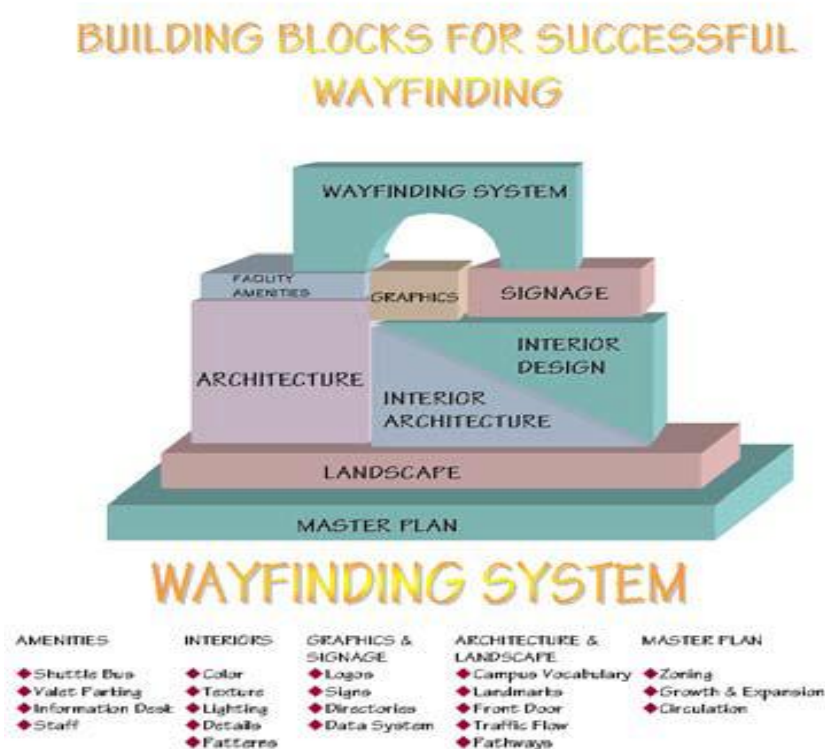 BUILDING BLOCKS FOR SUCCESSFUL
WAYFINDING
WAYFINDING SYSTEM
FACILITY
AMENITIES
GRAPHICS
SIGNAGE
ARCHITECTURE
INTERIOR
DESIGN
INTERIOR
ARCHITECTURE
LANDSCAPE
MASTER PLAN
WAYFINDING SYSTEM
AMENITIES
◆Shuttle Bus
◆Valet Parking
◆Information Desk
◆Staff
INTERIORS
◆Color
◆Texture
◆Lighting
◆Details
◆Patterns
GRAPHICS &
SIGNAGE
◆Logos
◆Signs
◆Directories
◆Data System
ARCHITECTURE &
LANDSCAPE
◆Campus Vocabulary
◆Landmarks
◆Front Door
◆Traffic Flow
◆Pathways
MASTER PLAN
◆Zoning
◆Growth & Expansion
◆Circulation